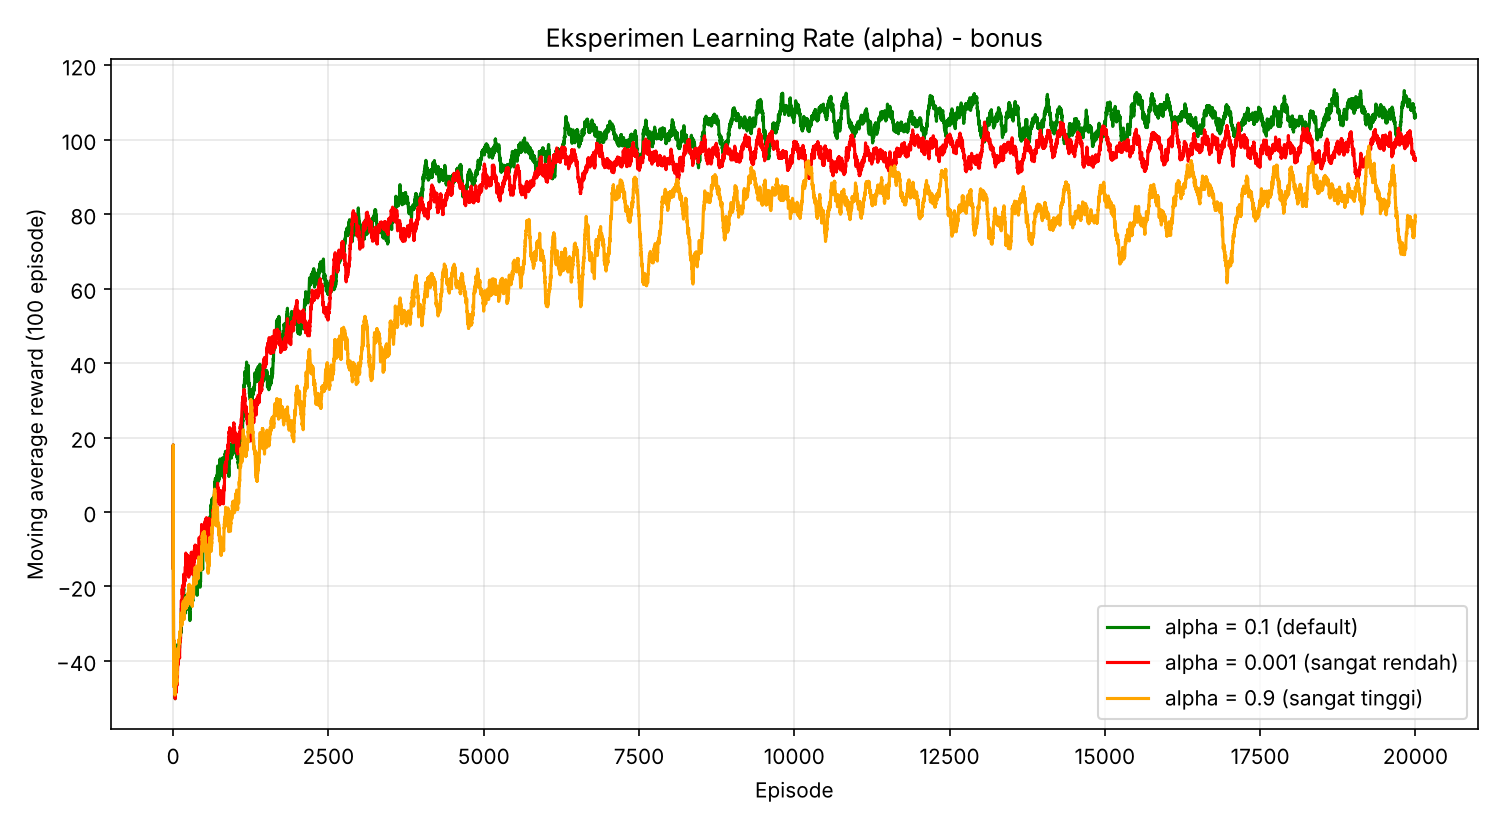 Eksperimen Learning Rate (alpha) - bonus
Moving average reward (100 episode)
120
100
80
60
40
20
0
−20
−40
alpha = 0.1 (default)
alpha = 0.001 (sangat rendah)
alpha = 0.9 (sangat tinggi)
0 2500 5000 7500 10000 12500 15000 17500 20000
Episode